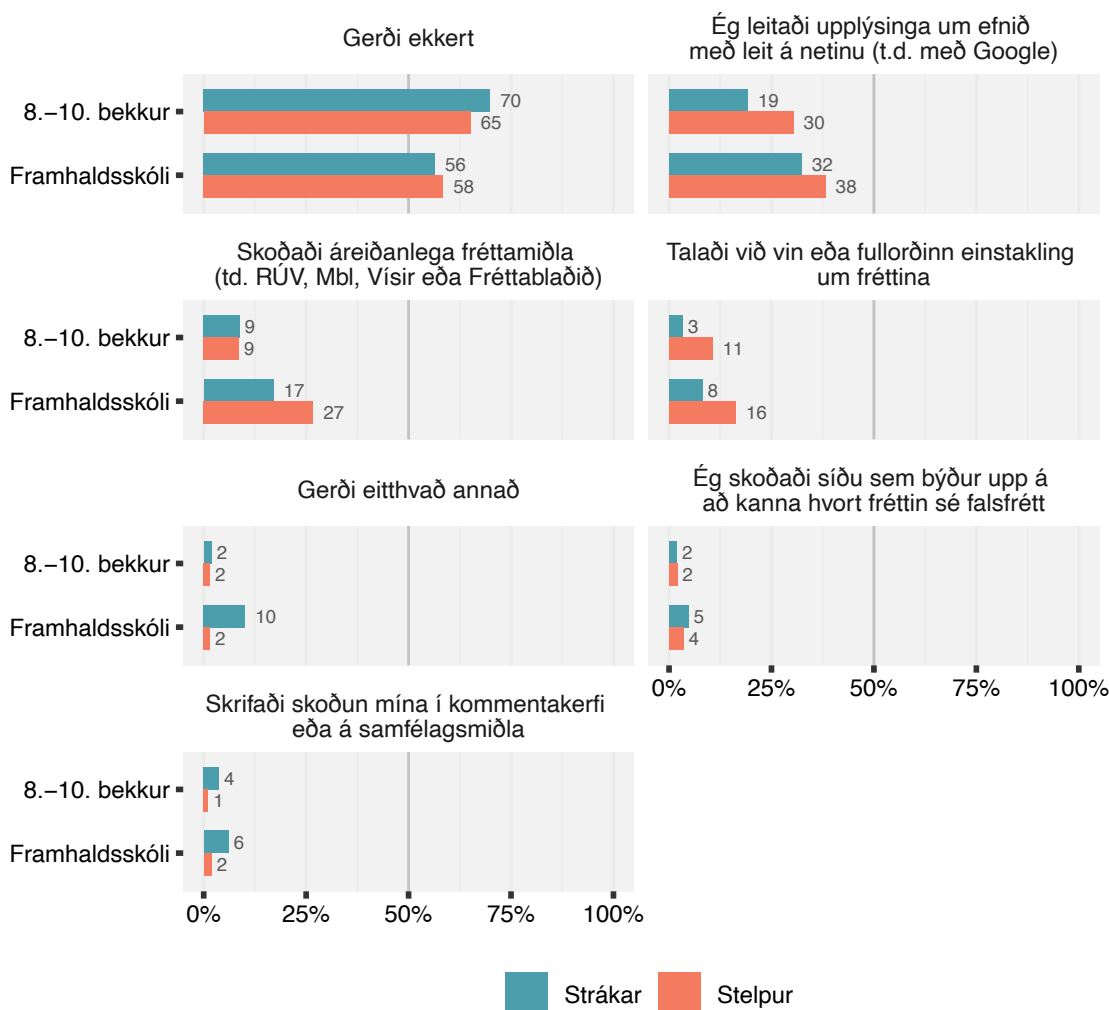 Gerði ekkert
Ég leitaði upplýsinga um efnið
með leit á netinu (t.d. með Google)
8.−10. bekkur
70
65
19
30
Framhaldsskóli
56
58
32
38
Skoðaði áreiðanlega fréttamiðla
(td. RÚV, Mbl, Vísir eða Fréttablaðið)
Talaði við vin eða fullorðinn einstakling
um fréttina
8.−10. bekkur
9
9
3
11
Framhaldsskóli
17
27
8
16
Gerði eitthvað annað
Ég skoðaði síðu sem býður upp á
að kanna hvort fréttin sé falsfrétt
8.−10. bekkur
2
2
2
2
Framhaldsskóli
10
2
5
4
0% 25% 50% 75% 100%
Skrifaði skoðun mína í kommentakerfi
eða á samfélagsmiðla
8.−10. bekkur
4
1
Framhaldsskóli
6
2
0% 25% 50% 75% 100%
Strákar Stelpur